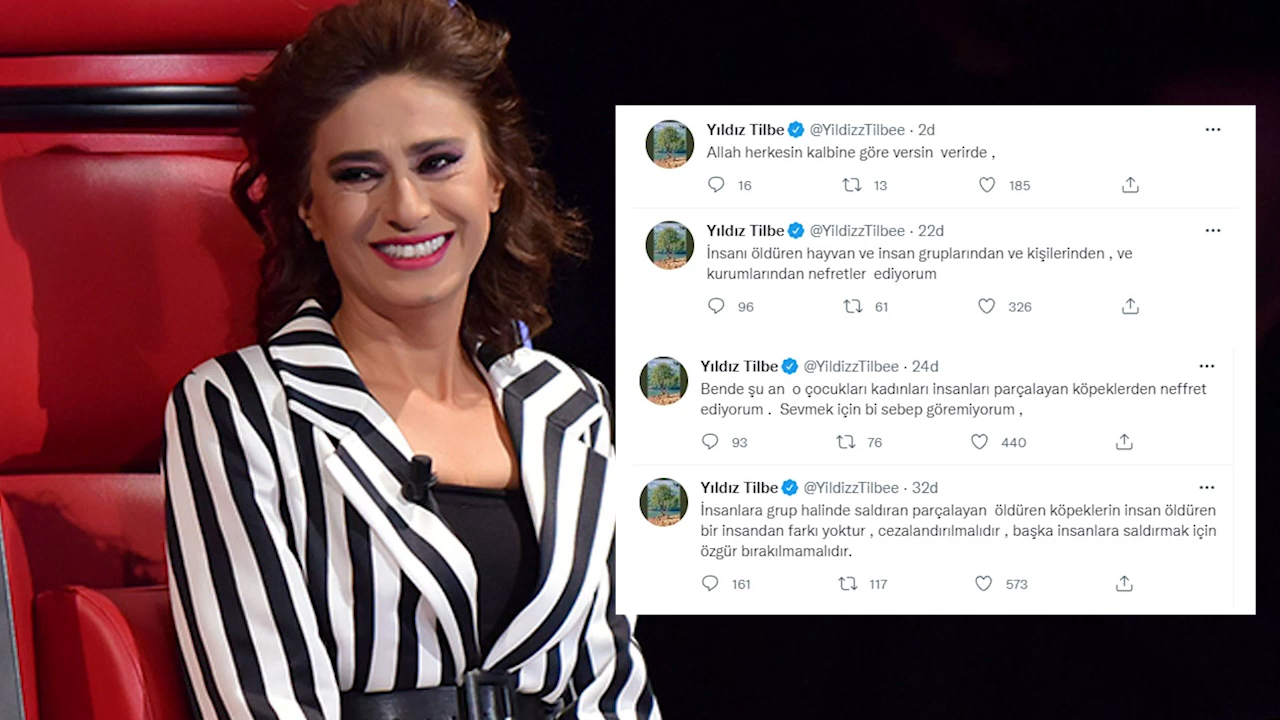 Yıldız Tilbe @YildizzTilbee · 2d
Allah herkesin kalbine göre versin  verirde ,
16 13 185
Yıldız Tilbe @YildizzTilbee · 22d
İnsanı öldüren hayvan ve insan gruplarından ve kişilerinden , ve
kurumlarından nefretler  ediyorum
96 61 326
Yıldız Tilbe @YildizzTilbee · 24d
Bende şu an  o çocukları kadınları insanları parçalayan köpeklerden neffret
ediyorum .  Sevmek için bi sebep göremiyorum ,
93 76 440
Yıldız Tilbe @YildizzTilbee · 32d
İnsanlara grup halinde saldıran parçalayan  öldüren köpeklerin insan öldüren
bir insandan farkı yoktur , cezalandırılmalıdır , başka insanlara saldırmak için
özgür bırakılmamalıdır.
161 117 573